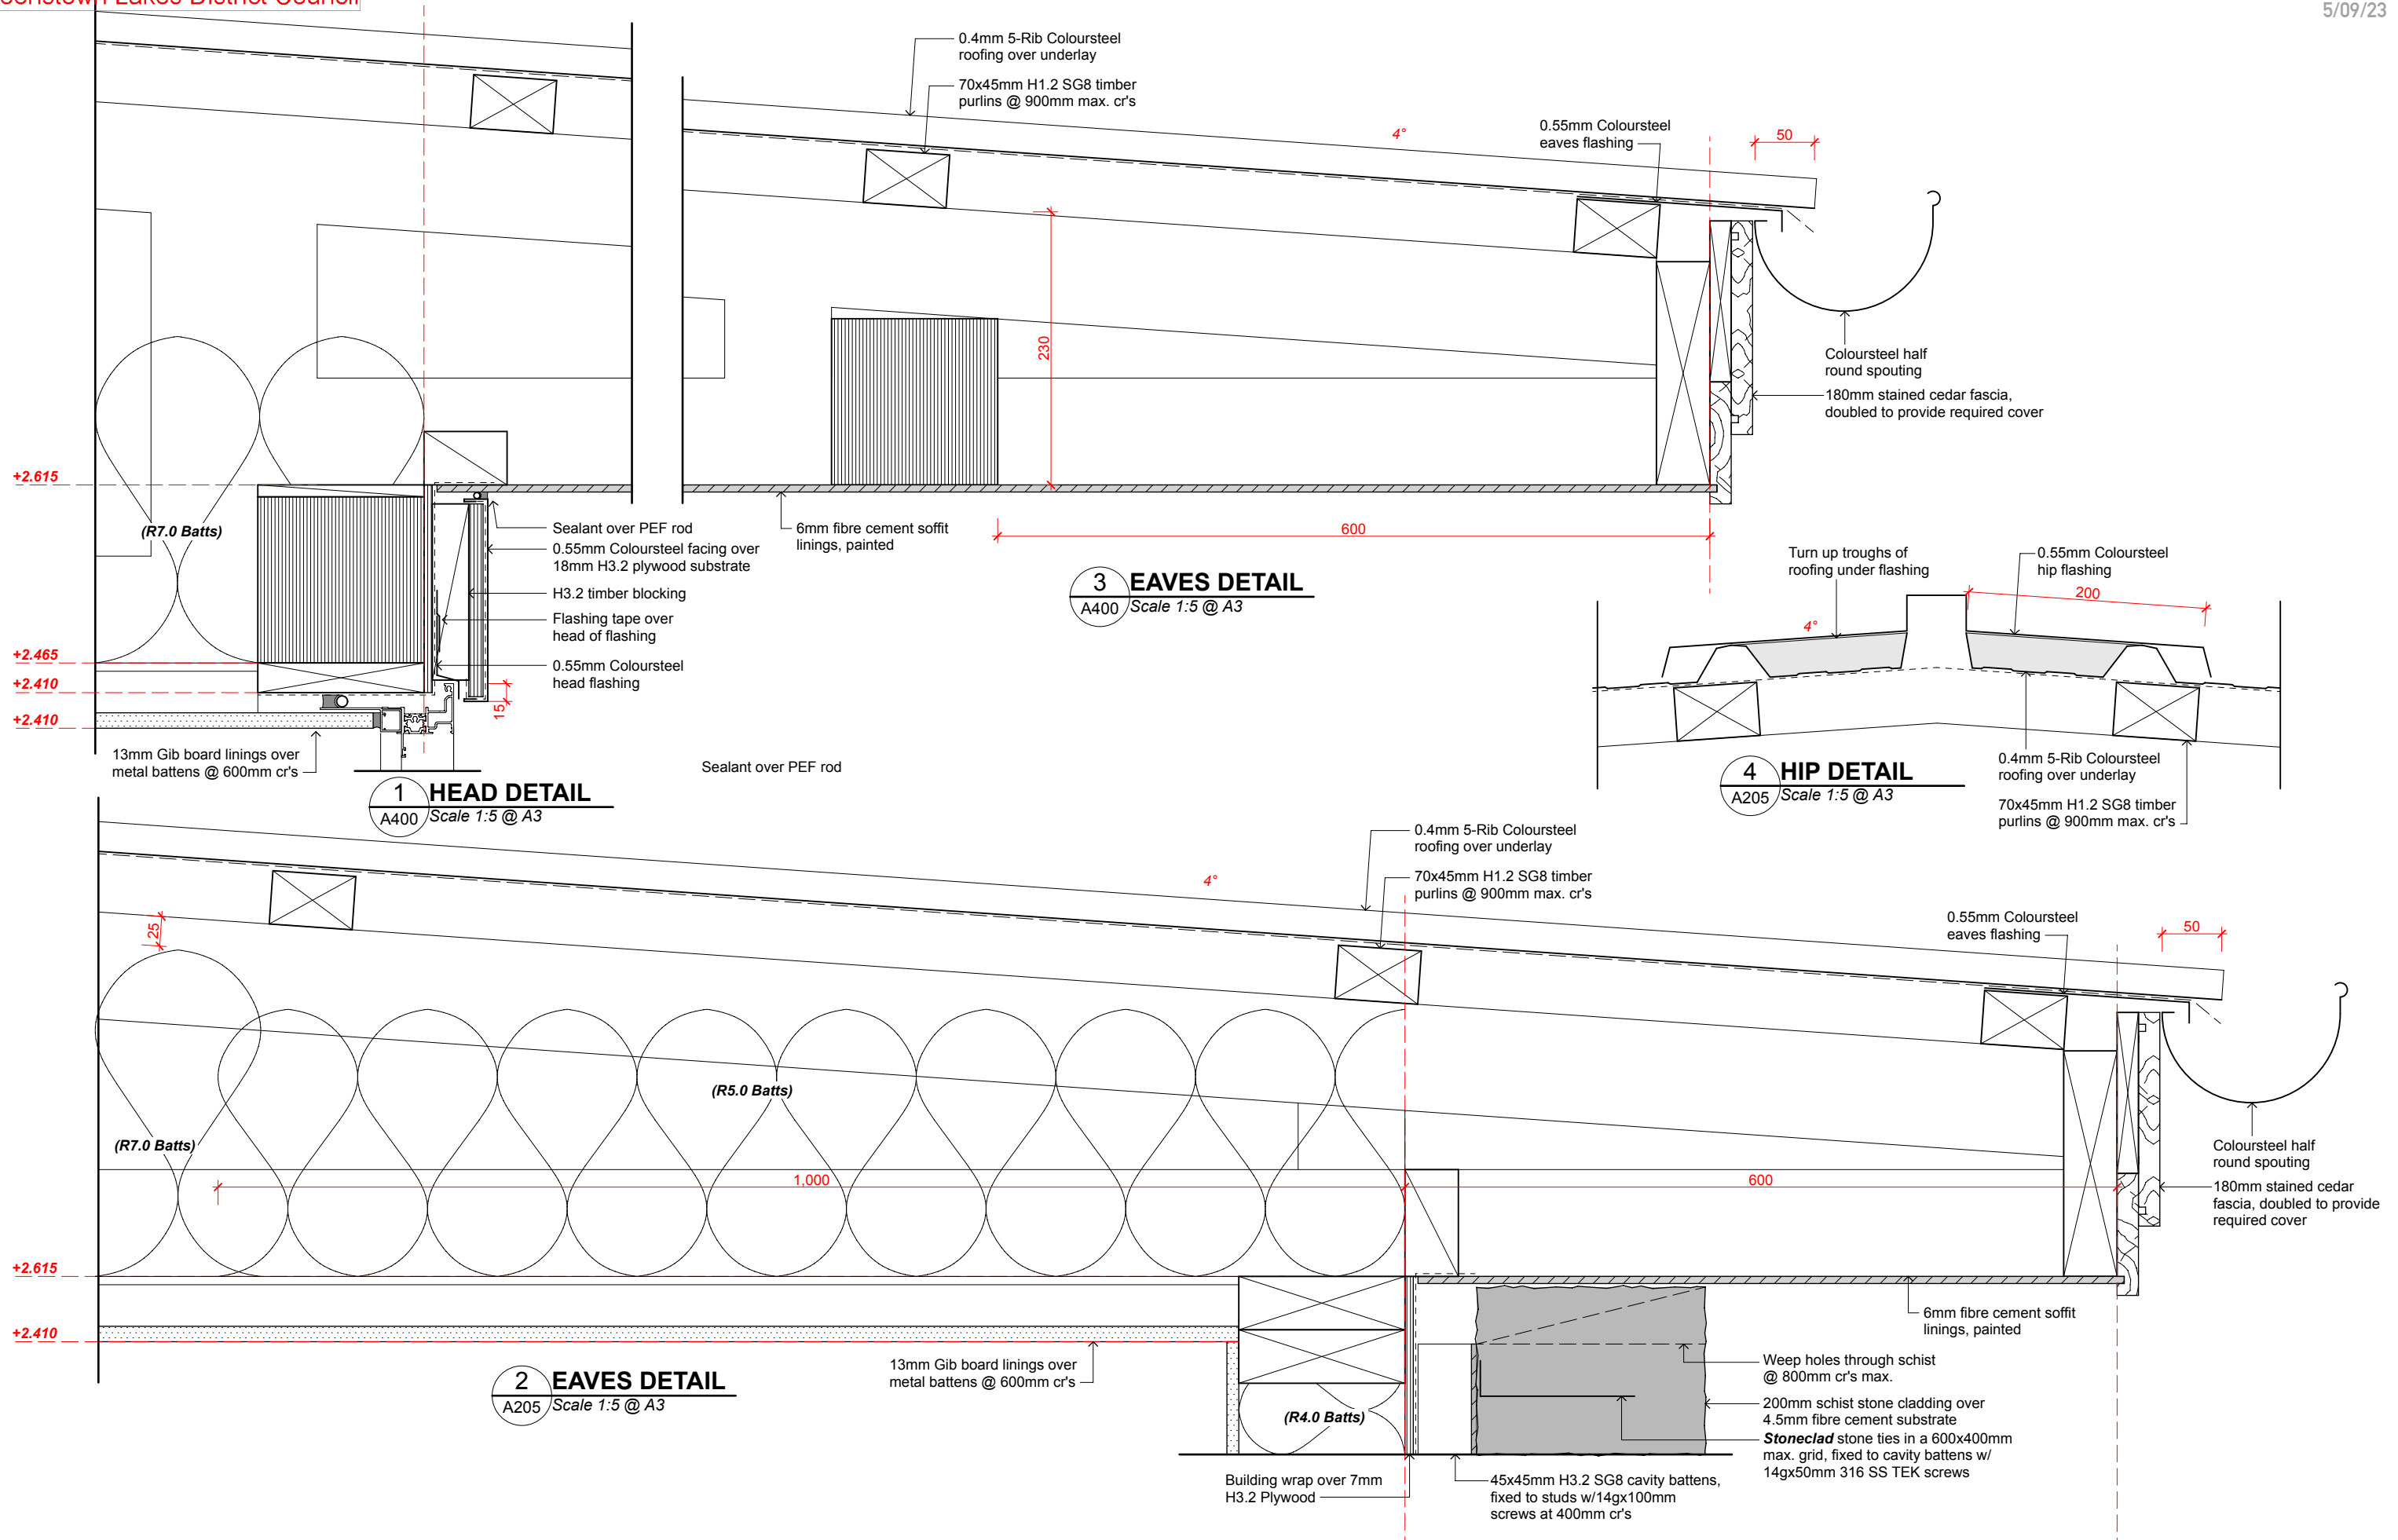 Lakes District Council
5/09/23
0.4mm 5-Rib Coloursteel
roofing over underlay
70x45mm H1.2 SG8 timber
purlins @ 900mm max. cr's
4°
0.55mm Coloursteel
eaves flashing
50
230
Coloursteel half
round spouting
180mm stained cedar fascia,
doubled to provide required cover
+2.615
(R7.0 Batts)
+2.465
+2.410
+2.410
Sealant over PEF rod
0.55mm Coloursteel facing over
18mm H3.2 plywood substrate
H3.2 timber blocking
Flashing tape over
head of flashing
0.55mm Coloursteel
head flashing
15
13mm Gib board linings over
metal battens @ 600mm cr's
Sealant over PEF rod
1 HEAD DETAIL
A400 Scale 1:5 @ A3
6mm fibre cement soffit
linings, painted
600
3 EAVES DETAIL
A400 Scale 1:5 @ A3
Turn up troughs of
roofing under flashing
0.55mm Coloursteel
hip flashing
200
4°
0.4mm 5-Rib Coloursteel
roofing over underlay
70x45mm H1.2 SG8 timber
purlins @ 900mm max. cr's
4 HIP DETAIL
A205 Scale 1:5 @ A3
0.4mm 5-Rib Coloursteel
roofing over underlay
70x45mm H1.2 SG8 timber
purlins @ 900mm max. cr's
4°
0.55mm Coloursteel
eaves flashing
50
25
(R5.0 Batts)
(R7.0 Batts)
1,000
600
Coloursteel half
round spouting
180mm stained cedar
fascia, doubled to provide
required cover
+2.615
+2.410
6mm fibre cement soffit
linings, painted
13mm Gib board linings over
metal battens @ 600mm cr's
2 EAVES DETAIL
A205 Scale 1:5 @ A3
(R4.0 Batts)
Weep holes through schist
@ 800mm cr's max.
200mm schist stone cladding over
4.5mm fibre cement substrate
Stoneclad stone ties in a 600x400mm
max. grid, fixed to cavity battens w/
14gx50mm 316 SS TEK screws
Building wrap over 7mm
H3.2 Plywood
45x45mm H3.2 SG8 cavity battens,
fixed to studs w/14gx100mm
screws at 400mm cr's